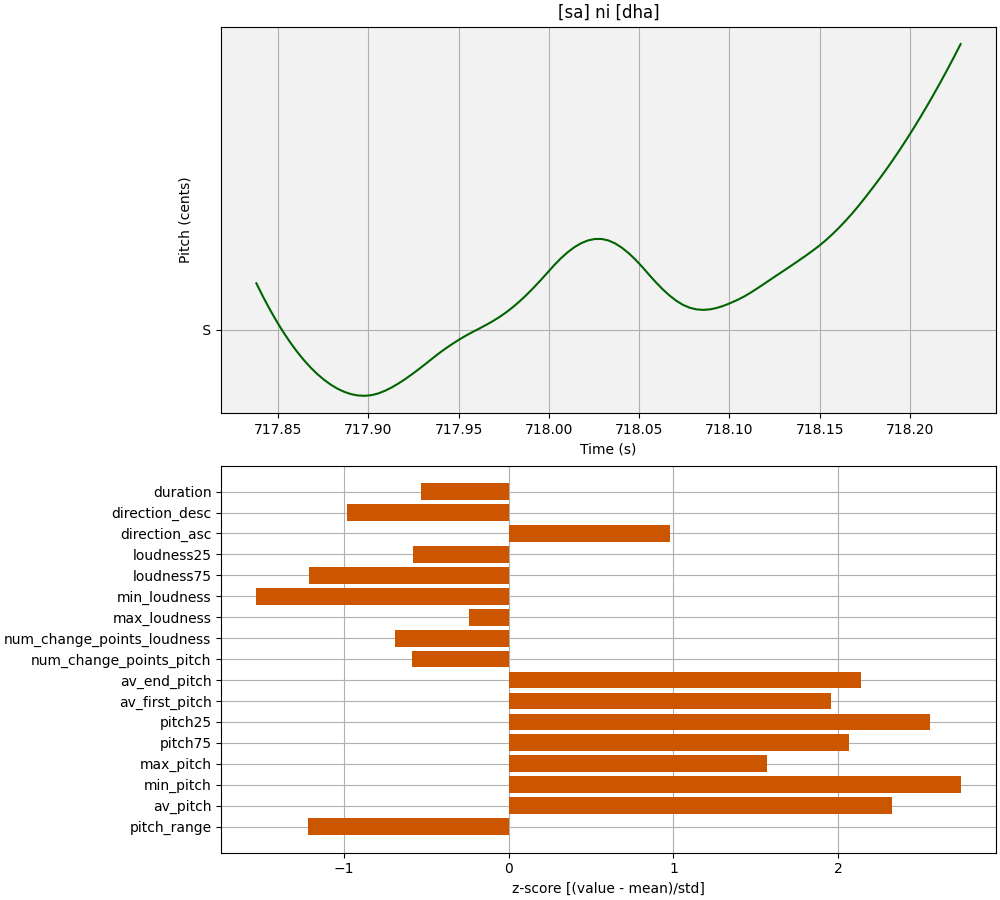 [sa] ni [dha]
Pitch (cents)
S
717.85 717.90 717.95 718.00 718.05 718.10 718.15 718.20
Time (s)
duration
direction_desc
direction_asc
loudness25
loudness75
min_loudness
max_loudness
num_change_points_loudness
num_change_points_pitch
av_end_pitch
av_first_pitch
pitch25
pitch75
max_pitch
min_pitch
av_pitch
pitch_range
−1 0 1 2
z-score [(value - mean)/std]